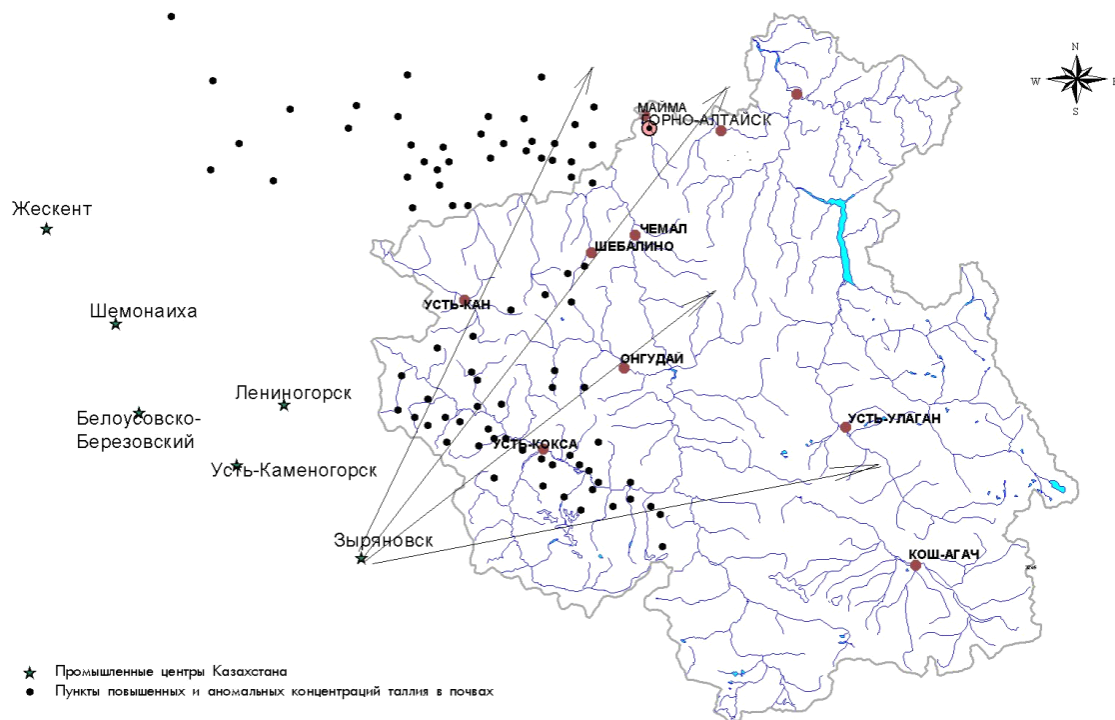 N
W
E
S
МАЙМА
ГОРНО-АЛТАЙСК
Жескент
ЧЕМАЛ
ШЕБАЛИНО
УСТЬ-КАН
Шемонаиха
ОНГУДАЙ
Лениногорск
Белоусовско-
Березовский
УСТЬ-УЛАГАН
УСТЬ-КОКСА
Усть-Каменогорск
Зыряновск
КОШ-АГАЧ
Промышленные центры Казахстана
Пункты повышенных и аномальных концентраций таллия в почвах